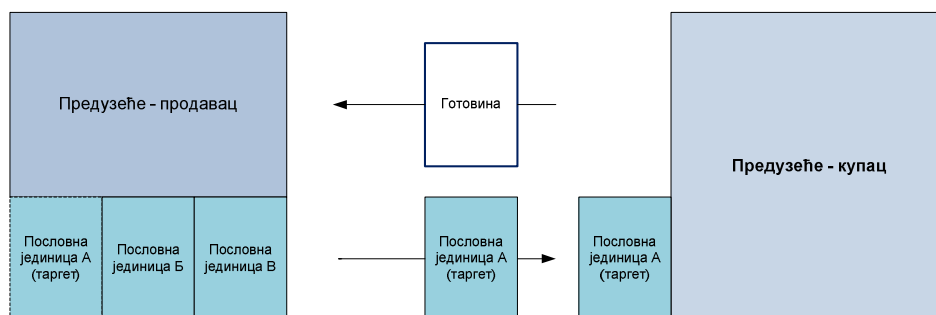 Предузеће - продавац
Готовина
Предузеће - купац
Пословна
јединица А
(таргет)
Пословна
јединица Б
Пословна
јединица В
Пословна
јединица А
(таргет)
Пословна
јединица А
(таргет)